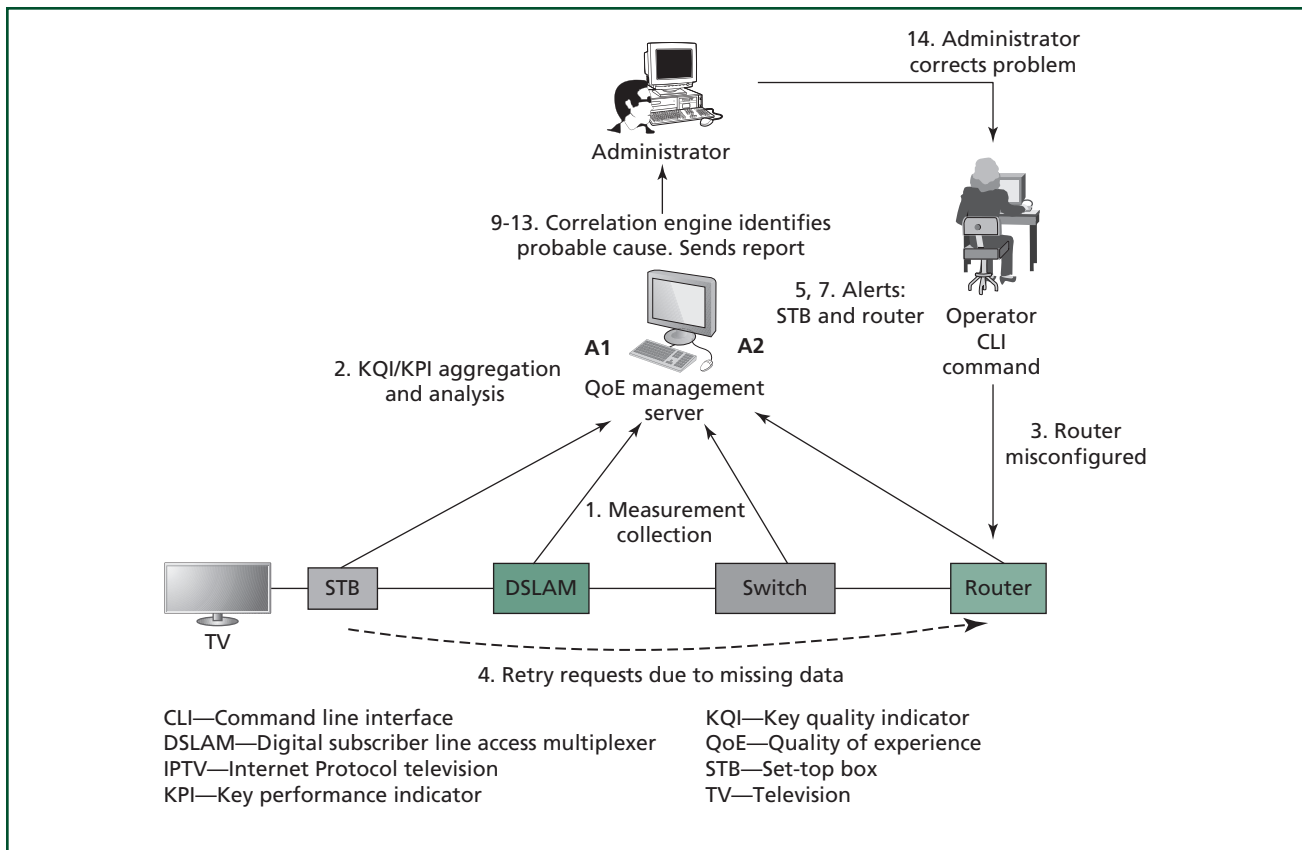 14. Administrator
corrects problem
Administrator
9-13. Correlation engine identifies
probable cause. Sends report
5, 7. Alerts:
STB and router
Operator
CLI
command
A1
A2
2. KQI/KPI aggregation
and analysis
QoE management
server
3. Router
misconfigured
1. Measurement
collection
STB
DSLAM
Switch
Router
TV
4. Retry requests due to missing data
CLI—Command line interface
DSLAM—Digital subscriber line access multiplexer
IPTV—Internet Protocol television
KPI—Key performance indicator
KQI—Key quality indicator
QoE—Quality of experience
STB—Set-top box
TV—Television